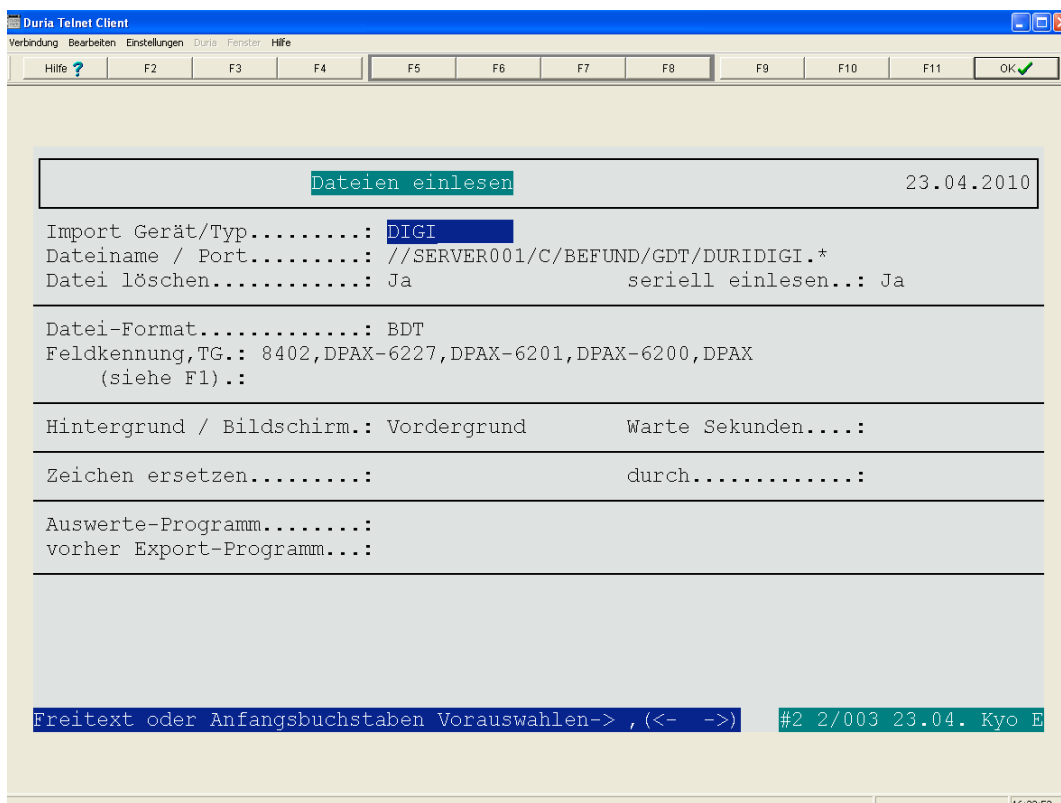 Duria Telnet Client
Verbindung Bearbeiten Einstellungen Duria Fenster Hilfe
Hilfe ? F2 F3 F4 F5 F6 F7 F8 F9 F10 F11 OK
Dateien einlesen 23.04.2010
Import Gerät/Typ.........: DIGI
Dateiname / Port.........: //SERVER001/C/BEFUND/GDT/DURIDIGI.*
Datei löschen............: Ja seriell einlesen..: Ja
Datei-Format.............: BDT
Feldkennung,TG.: 8402,DPAX-6227,DPAX-6201,DPAX-6200,DPAX
(siehe F1).:
Hintergrund / Bildschirm.: Vordergrund Warte Sekunden....:
Zeichen ersetzen.........: durch.............:
Auswerte-Programm........:
vorher Export-Programm...:
Freitext oder Anfangsbuchstaben Vorauswahlen-> ,(<- ->) #2 2/003 23.04. Kyo E